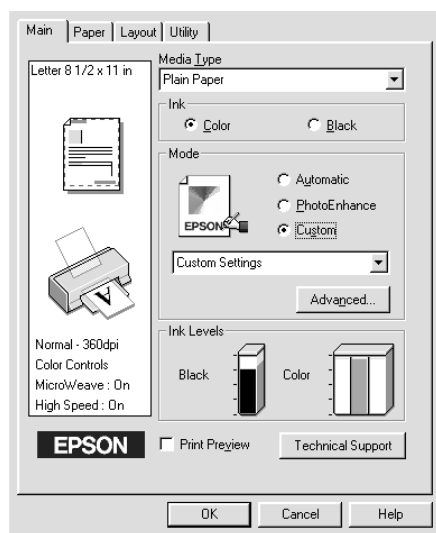 Main Paper Layout Utility
Letter 8 1/2 x 11 in
Media Type
Plain Paper
Ink
Color Black
Mode
EPSON
Automatic
PhotoEnhance
Custom
Custom Settings
Advanced...
A
Normal - 360dpi
Color Controls
MicroWeave : On
High Speed : On
Ink Levels
Black Color
EPSON
Print Preview Technical Support
OK Cancel Help